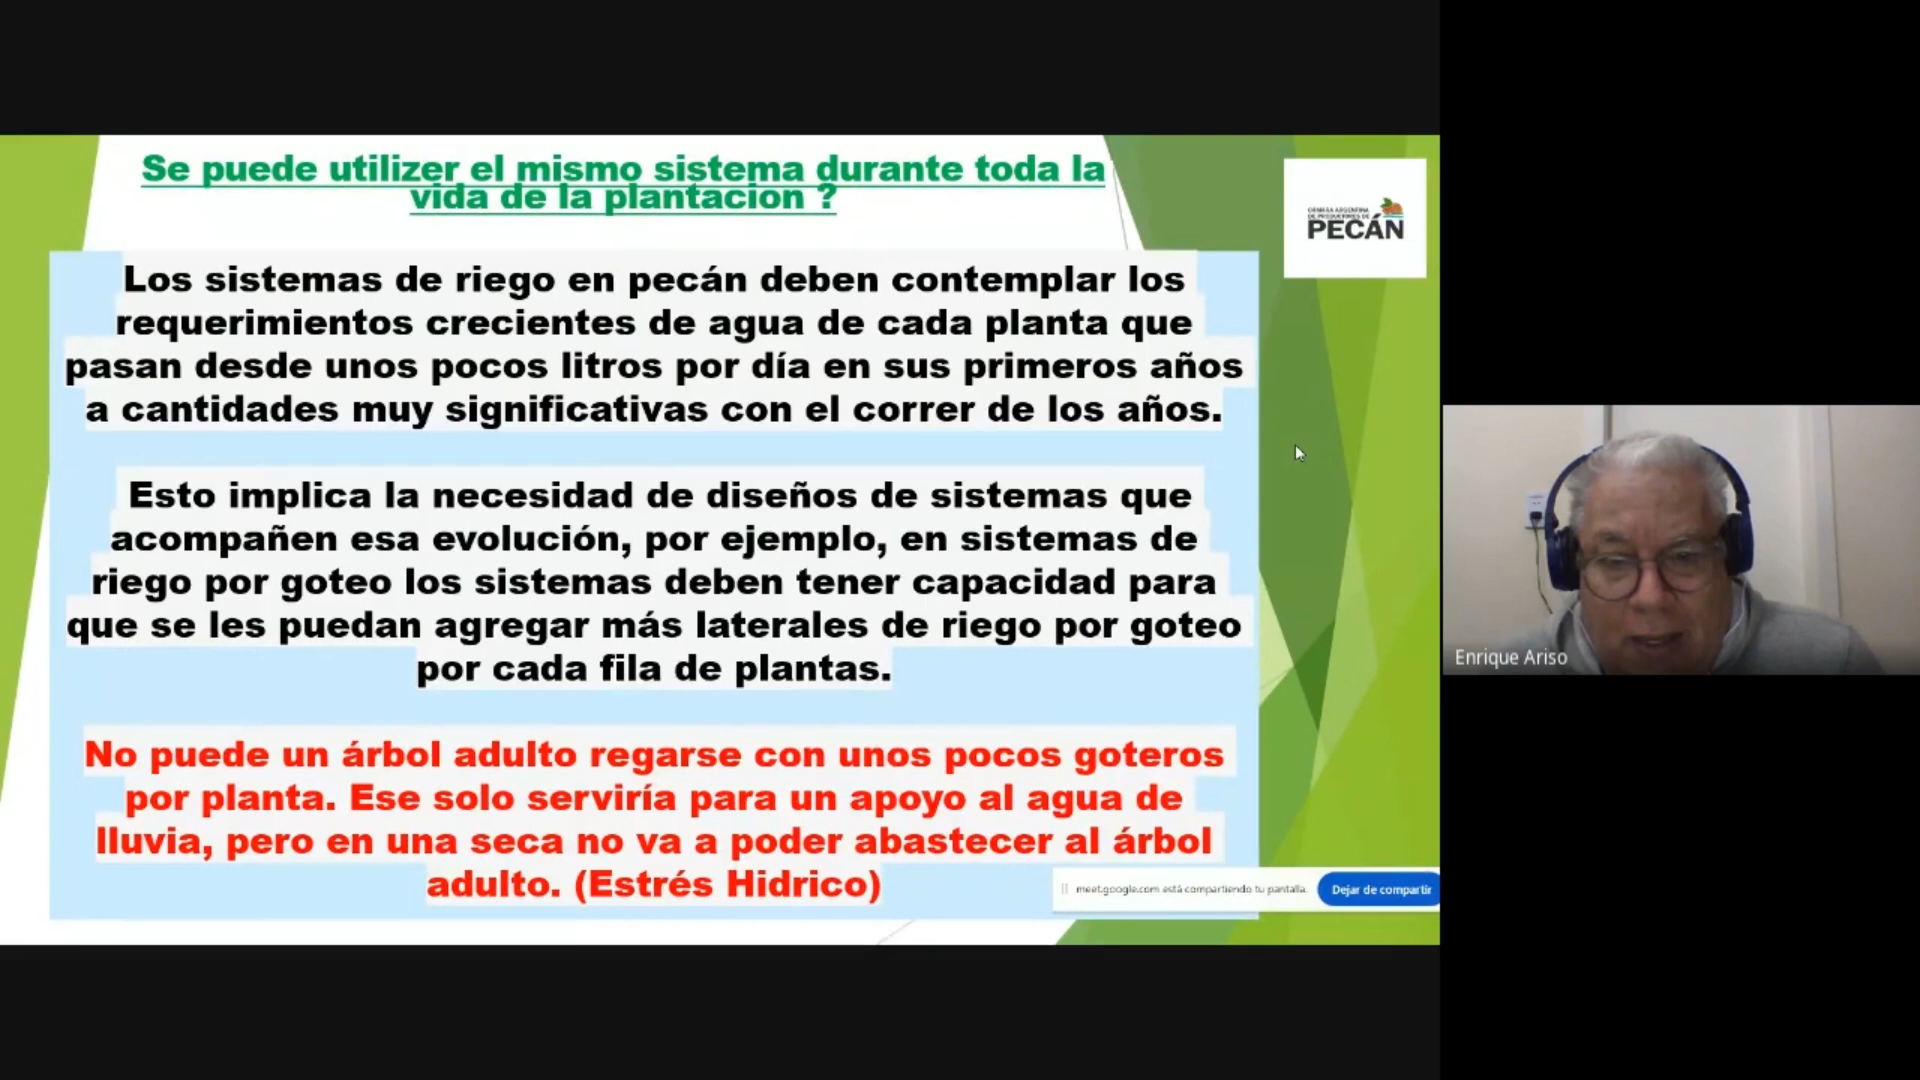 Se puede utilizer el mismo sistema durante toda la
vida de la plantacion ?
CÁMARA ARGENTINA
DE PRODUCTORES DE
PECÁN
Los sistemas de riego en pecán deben contemplar los
requerimientos crecientes de agua de cada planta que
pasan desde unos pocos litros por día en sus primeros años
a cantidades muy significativas con el correr de los años.
Esto implica la necesidad de diseños de sistemas que
acompañen esa evolución, por ejemplo, en sistemas de
riego por goteo los sistemas deben tener capacidad para
que se les puedan agregar más laterales de riego por goteo
por cada fila de plantas.
No puede un árbol adulto regarse con unos pocos goteros
por planta. Ese solo serviría para un apoyo al agua de
lluvia, pero en una seca no va a poder abastecer al árbol
adulto. (Estrés Hidrico)
meet.google.com está compartiendo tu pantalla.
Dejar de compartir
Enrique Ariso